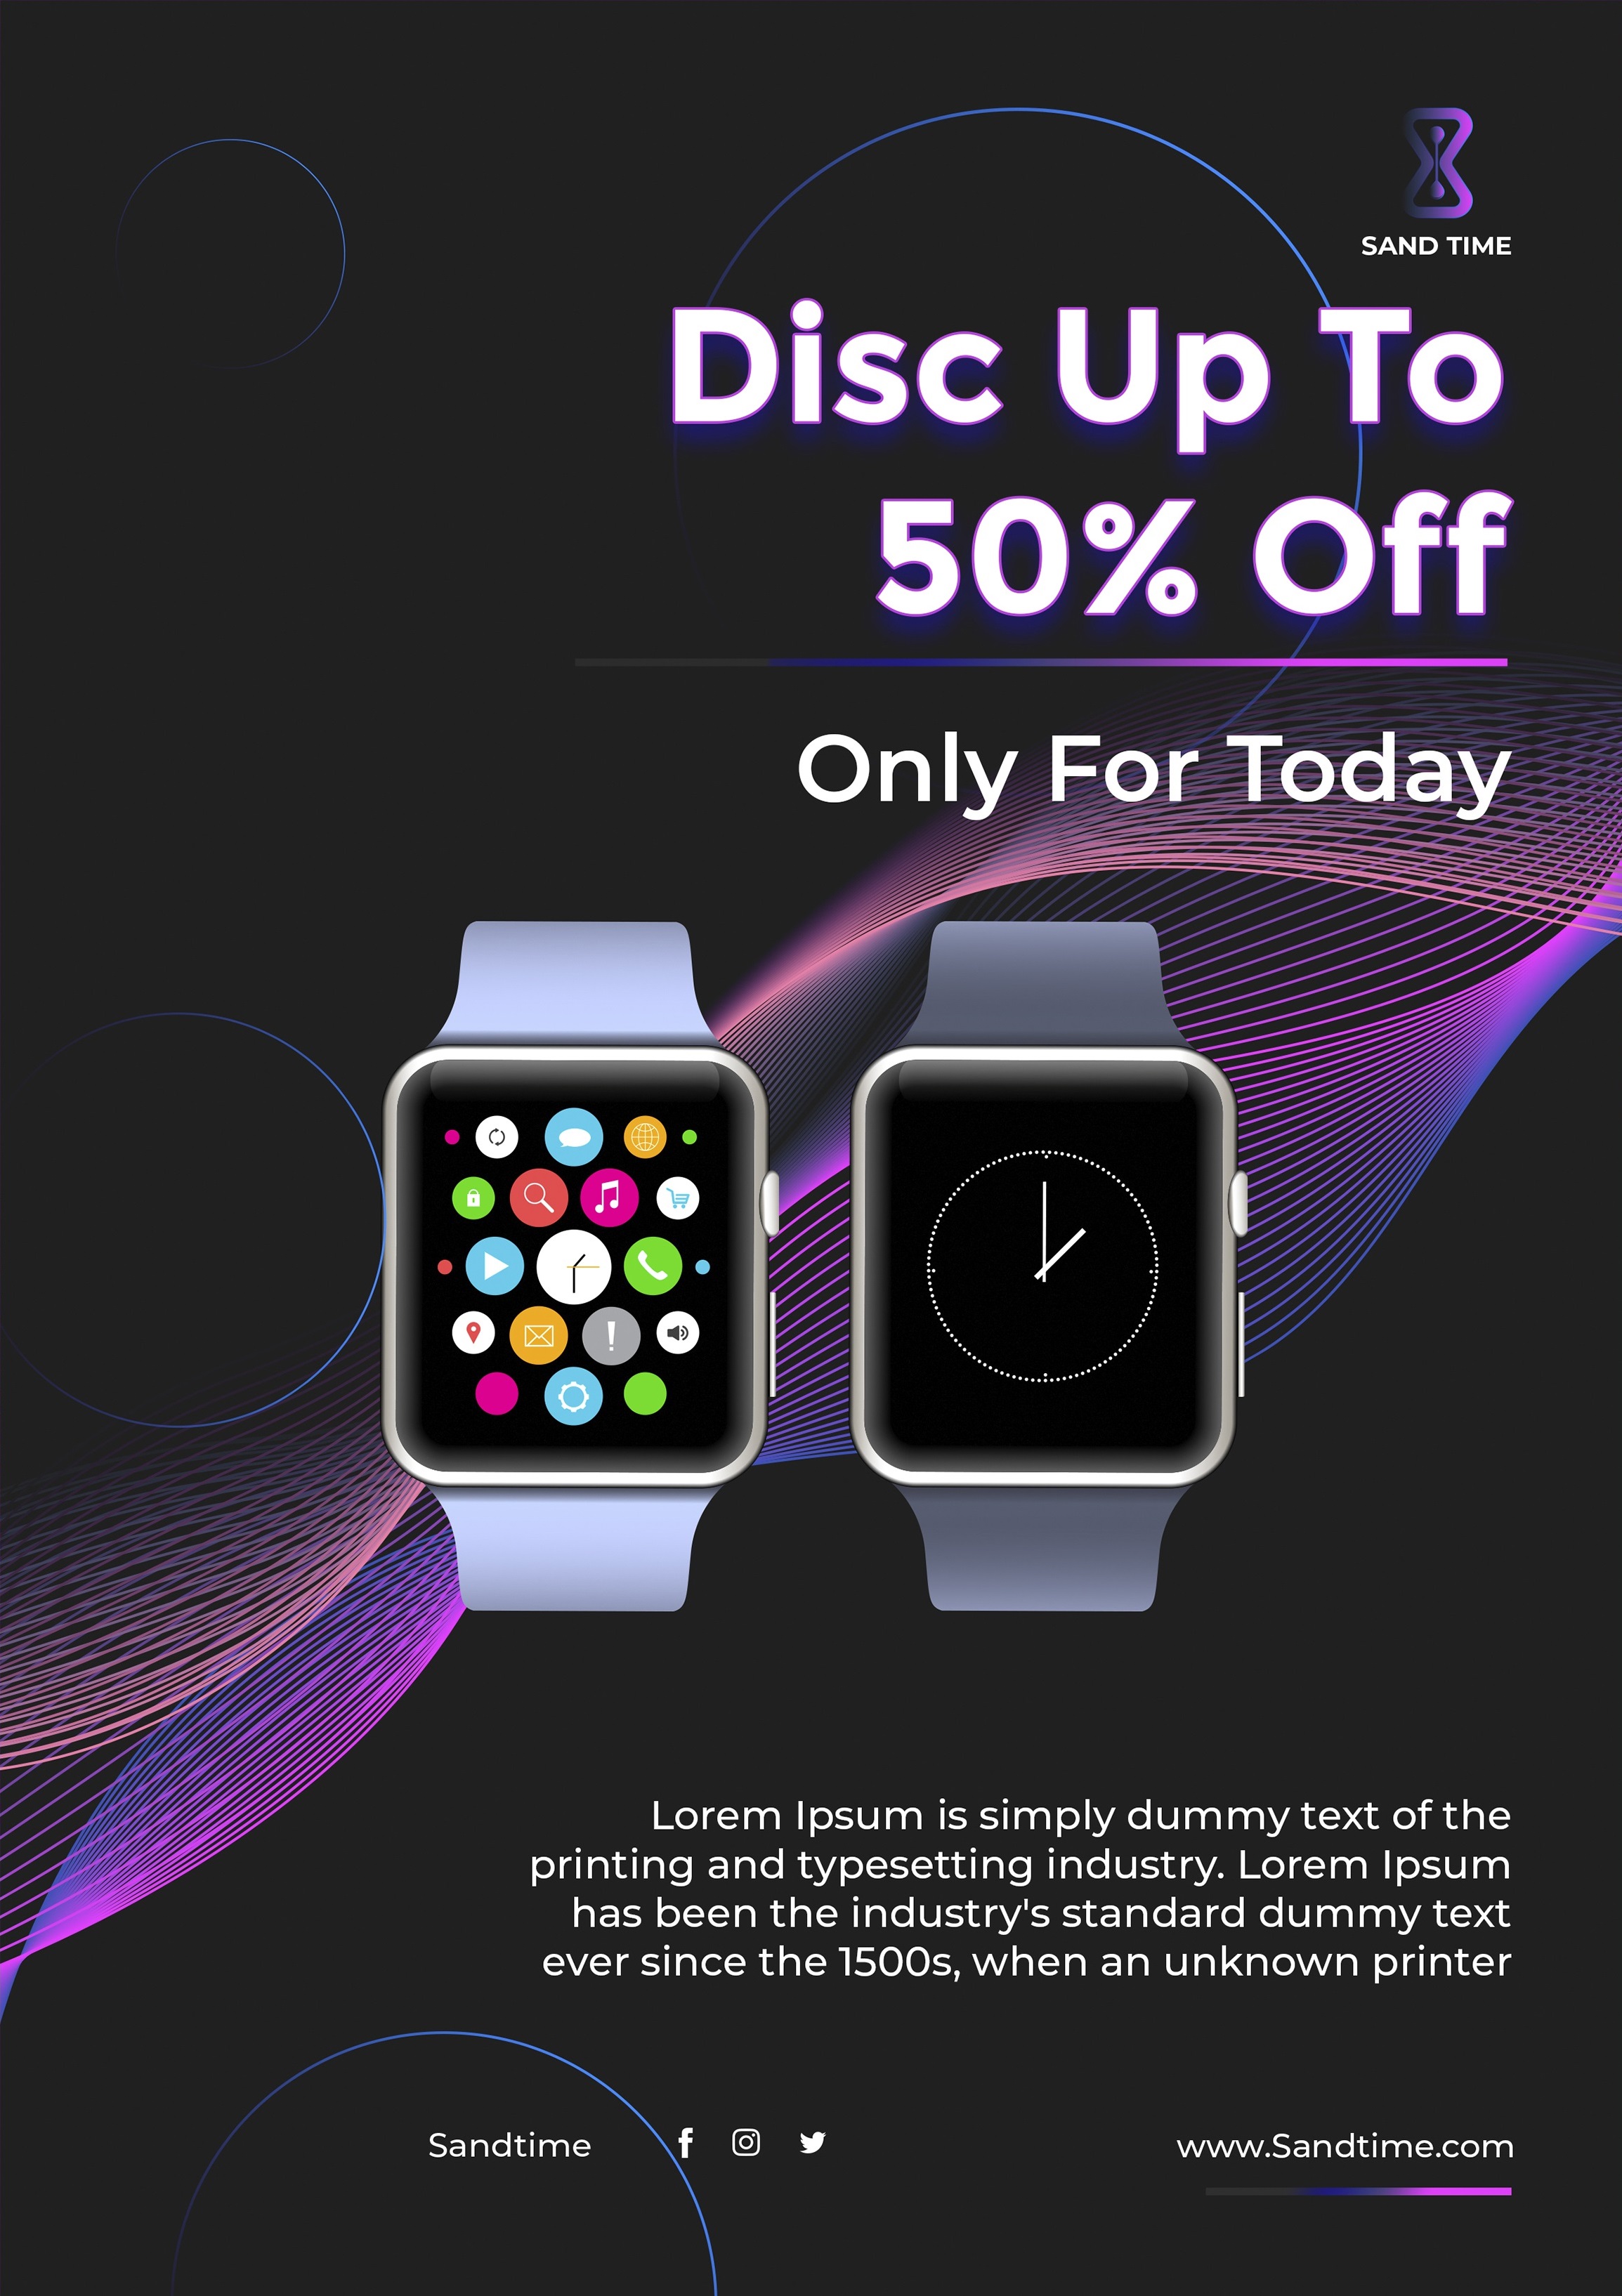 SAND TIME
Disc Up To
50% Off
Only For Today
Lorem Ipsum is simply dummy text of the
printing and typesetting industry. Lorem Ipsum
has been the industry's standard dummy text
ever since the 1500s, when an unknown printer
Sandtime
www.Sandtime.com